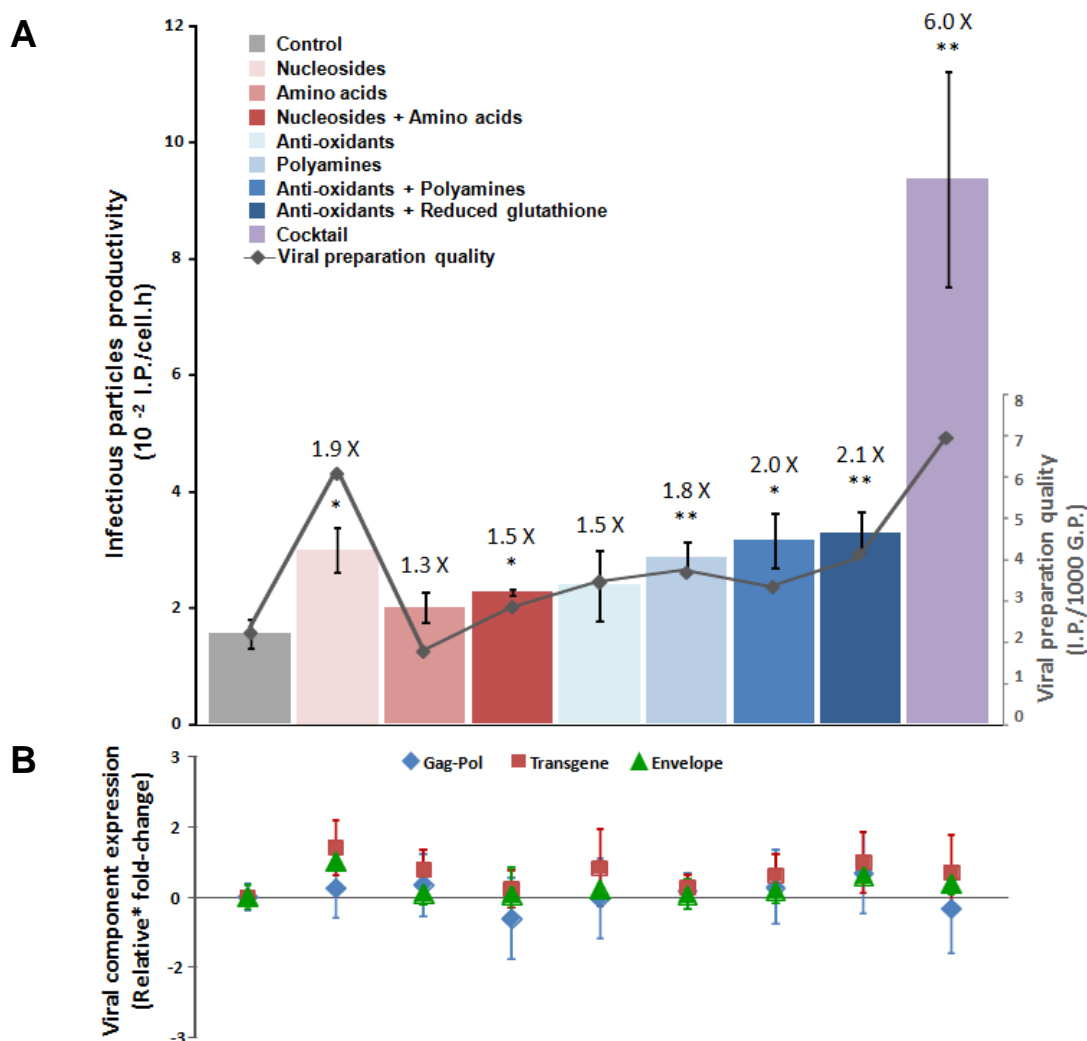 A
12
10
8
6
4
2
0
Infectious particles productivity
(10 -2 I.P./cell.h)
Control
Nucleosides
Amino acids
Nucleosides + Amino acids
Anti-oxidants
Polyamines
Anti-oxidants + Polyamines
Anti-oxidants + Reduced glutathione
Cocktail
Viral preparation quality
1.9 X
*
1.3 X
1.5 X
*
1.5 X
1.8 X
**
2.0 X
*
2.1 X
**
6.0 X
**
8
7
6
5
4
3
2
1
0
Viral preparation quality
(I.P./1000 G.P.)
B
3
2
0
-2
-3
Viral component expression
(Relative* fold-change)
Gag-Pol
Transgene
Envelope